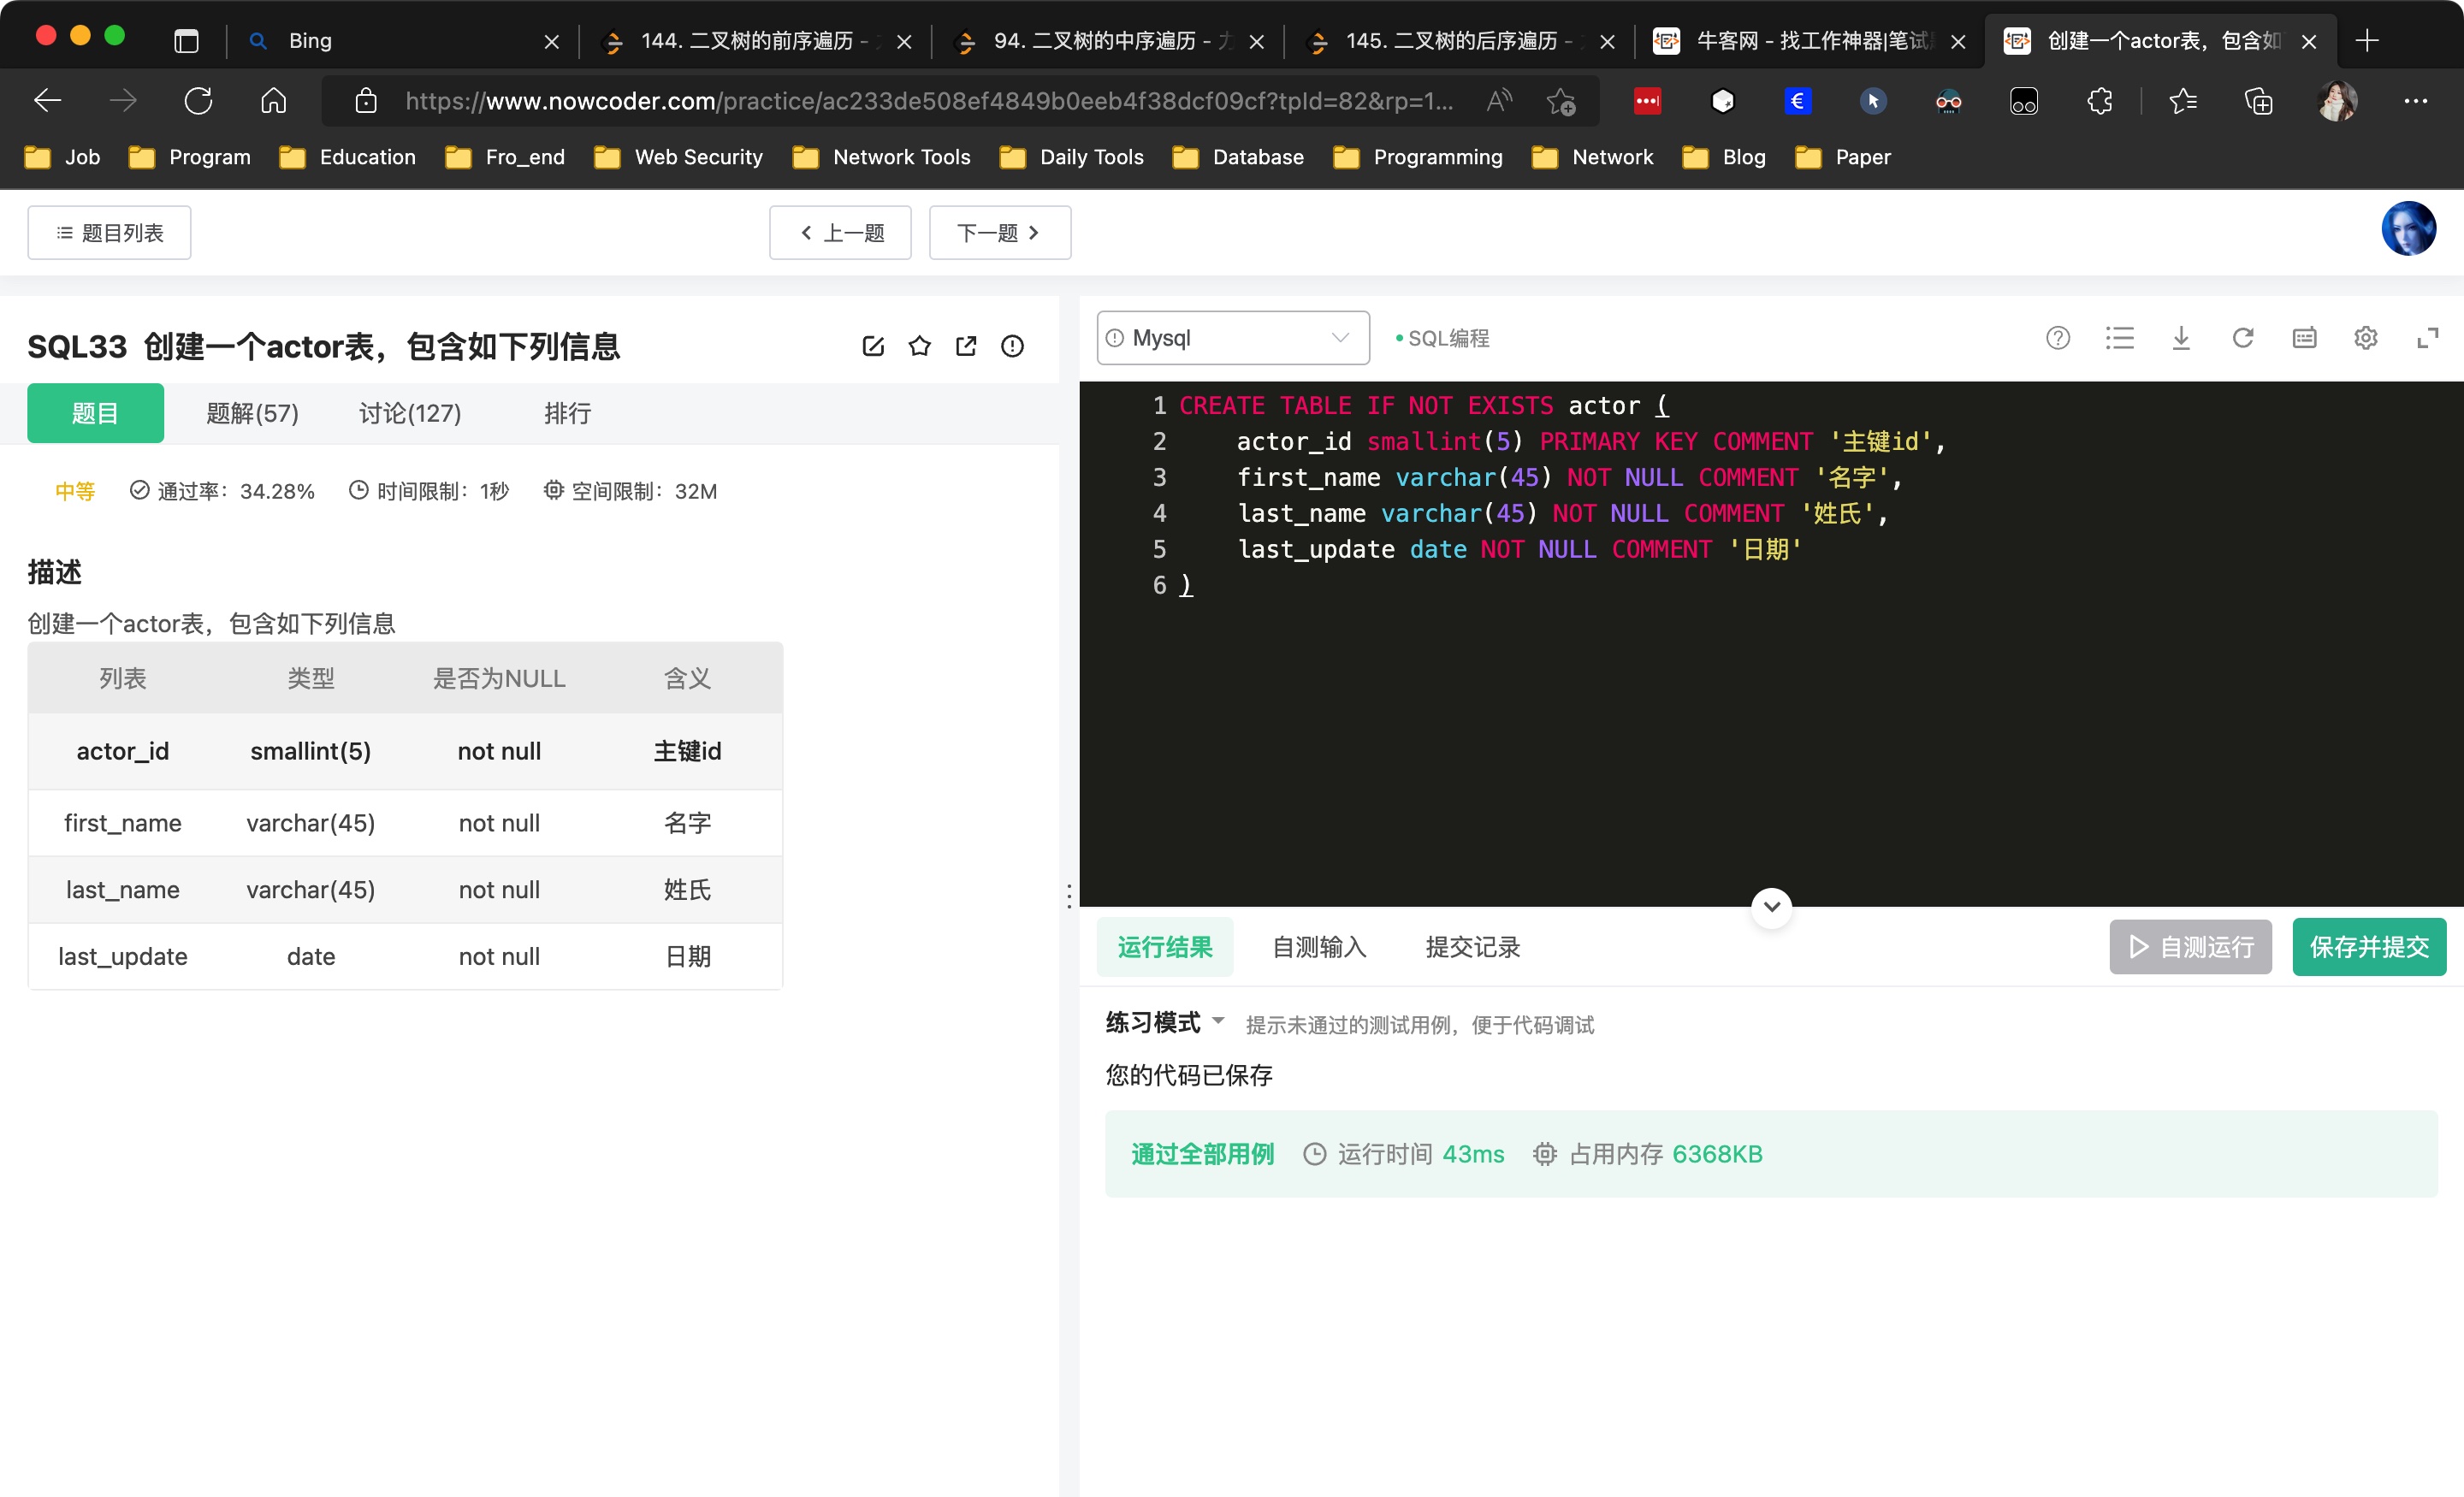 Bing
144. 二叉树的前序遍历 -
94. 二叉树的中序遍历 -
145. 二叉树的后序遍历 -
牛客网 - 找工作神器|笔试
创建一个actor表，包含如
https://www.nowcoder.com/practice/ac233de508ef4849b0eeb4f38dcf09cf?tpId=82&rp=1...
Job
Program
Education
Fro_end
Web Security
Network Tools
Daily Tools
Database
Programming
Network
Blog
Paper
题目列表
上一题
下一题
SQL33 创建一个actor表，包含如下列信息
题目 题解(57) 讨论(127) 排行
中等 通过率：34.28% 时间限制：1秒 空间限制：32M
描述
创建一个actor表，包含如下列信息
列表 类型 是否为NULL 含义
actor_id smallint(5) not null 主键id
first_name varchar(45) not null 名字
last_name varchar(45) not null 姓氏
last_update date not null 日期
Mysql
SQL编程
1 CREATE TABLE IF NOT EXISTS actor (
2 actor_id smallint(5) PRIMARY KEY COMMENT '主键id',
3 first_name varchar(45) NOT NULL COMMENT '名字',
4 last_name varchar(45) NOT NULL COMMENT '姓氏',
5 last_update date NOT NULL COMMENT '日期'
6 )
运行结果 自测输入 提交记录
自测运行
保存并提交
练习模式 提示未通过的测试用例，便于代码调试
您的代码已保存
通过全部用例 运行时间 43ms 占用内存 6368KB